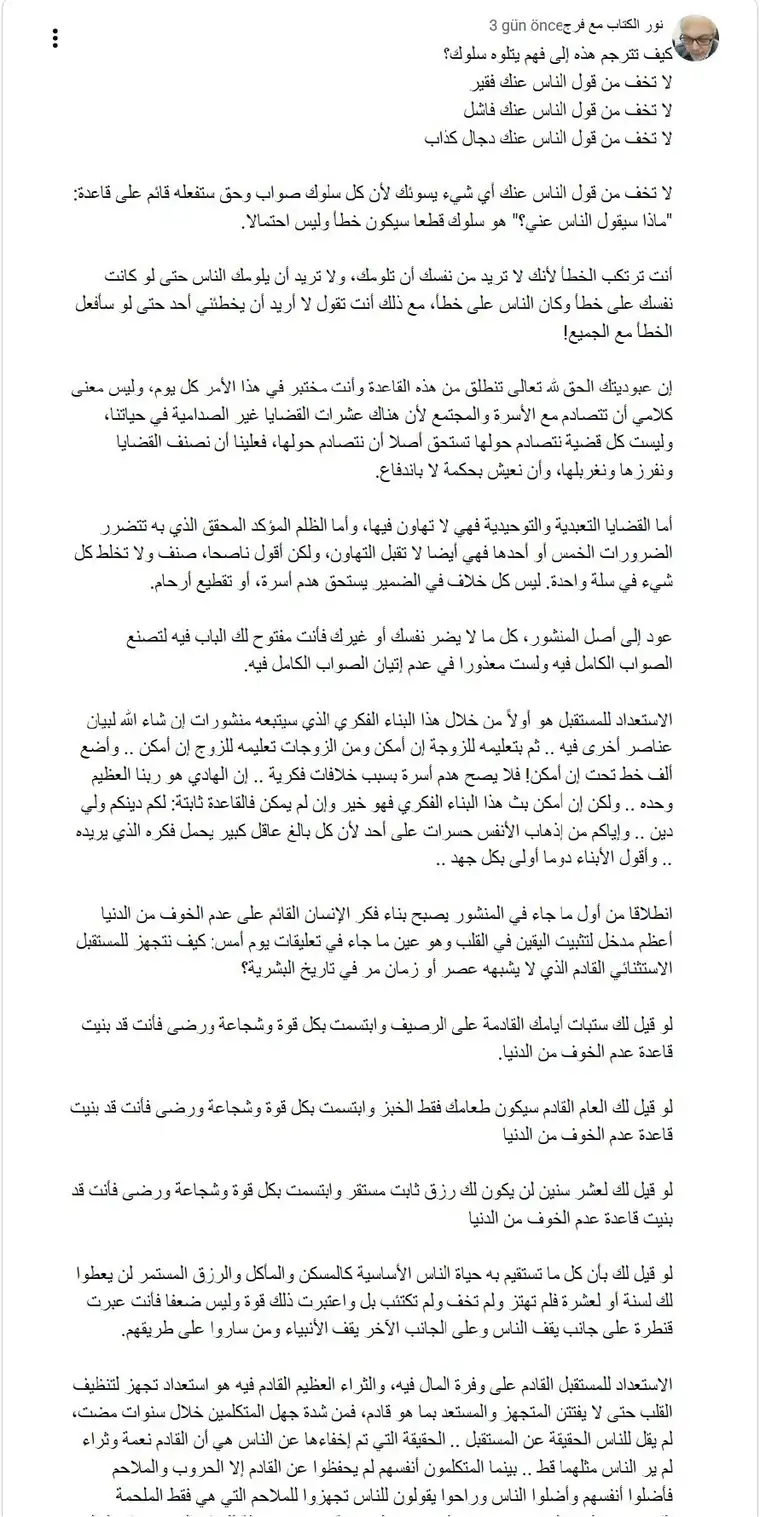 نور الكتاب مع فرج 3 gün önce
كيف تترجم هذه إلى فهم يتلوه سلوك؟
لا تخف من قول الناس عنك فقير
لا تخف من قول الناس عنك فاشل
لا تخف من قول الناس عنك دجال كذاب
لا تخف من قول الناس عنك أي شيء يسوئك لأن كل سلوك صواب وحق ستفعله قائم على قاعدة:
"ماذا سيقول الناس عني؟" هو سلوك قطعا سيكون خطأ وليس احتمالا.
أنت ترتكب الخطأ لأنك لا تريد من نفسك أن تلومك، ولا تريد أن يلومك الناس حتى لو كانت
نفسك على خطأ وكان الناس على خطأ، مع ذلك أنت تقول لا أريد أن يخطئني أحد حتى لو سأفعل
الخطأ مع الجميع!
إن عبوديتك الحق لله تعالى تنطلق من هذه القاعدة وأنت مختبر في هذا الأمر كل يوم، وليس معنى
كلامي أن تتصادم مع الأسرة والمجتمع لأن هناك عشرات القضايا غير الصدامية في حياتنا،
وليست كل قضية نتصادم حولها تستحق أصلا أن نتصادم حولها، فعلينا أن نصنف القضايا
ونفرزها ونغربلها، وأن نعيش بحكمة لا باندفاع.
أما القضايا التعبدية والتوحيدية فهي لا تهاون فيها، وأما الظلم المؤكد المحقق الذي به تتضرر
الضرورات الخمس أو أحدها فهي أيضا لا تقبل التهاون، ولكن أقول ناصحا، صنف ولا تخلط كل
شيء في سلة واحدة. ليس كل خلاف في الضمير يستحق هدم أسرة، أو تقطيع أرحام.
عود إلى أصل المنشور، كل ما لا يضر نفسك أو غيرك فأنت مفتوح لك الباب فيه لتصنع
الصواب الكامل فيه ولست معذورا في عدم إتيان الصواب الكامل فيه.
الاستعداد للمستقبل هو أولاً من خلال هذا البناء الفكري الذي سيتبعه منشورات إن شاء الله لبيان
عناصر أخرى فيه .. ثم بتعليمه للزوجة إن أمكن ومن الزوجات تعليمه للزوج إن أمكن .. وأضع
ألف خط تحت إن أمكن! فلا يصح هدم أسرة بسبب خلافات فكرية .. إن الهادي هو ربنا العظيم
وحده .. ولكن إن أمكن بث هذا البناء الفكري فهو خير وإن لم يمكن فالقاعدة ثابتة: لكم دينكم ولي
دين .. وإياكم من إذهاب الأنفس حسرات على أحد لأن كل بالغ عاقل كبير يحمل فكره الذي يريده
.. وأقول الأبناء دوما أولى بكل جهد ..
انطلاقا من أول ما جاء في المنشور يصبح بناء فكر الإنسان القائم على عدم الخوف من الدنيا
أعظم مدخل لتثبيت اليقين في القلب وهو عين ما جاء في تعليقات يوم أمس: كيف نتجهز للمستقبل
الاستثنائي القادم الذي لا يشبهه عصر أو زمان مر في تاريخ البشرية؟
لو قيل لك ستبات أيامك القادمة على الرصيف وابتسمت بكل قوة وشجاعة ورضى فأنت قد بنيت
قاعدة عدم الخوف من الدنيا.
لو قيل لك العام القادم سيكون طعامك فقط الخبز وابتسمت بكل قوة وشجاعة ورضى فأنت قد بنيت
قاعدة عدم الخوف من الدنيا
لو قيل لك لعشر سنين لن يكون لك رزق ثابت مستقر وابتسمت بكل قوة وشجاعة ورضى فأنت قد
بنيت قاعدة عدم الخوف من الدنيا
لو قيل لك بأن كل ما تستقيم به حياة الناس الأساسية كالمسكن والمأكل والرزق المستمر لن يعطوا
لك لسنة أو لعشرة فلم تهتز ولم تخف ولم تكتئب بل واعتبرت ذلك قوة وليس ضعفا فأنت عبرت
قنطرة على جانب يقف الناس وعلى الجانب الآخر يقف الأنبياء ومن ساروا على طريقهم.
الاستعداد للمستقبل القادم على وفرة المال فيه، والثراء العظيم القادم فيه هو استعداد تجهز لتنظيف
القلب حتى لا يفتتن المتجهز والمستعد بما هو قادم، فمن شدة جهل المتكلمين خلال سنوات مضت،
لم يقل للناس الحقيقة عن المستقبل .. الحقيقة التي تم إخفاءها عن الناس هي أن القادم نعمة وثراء
لم ير الناس مثلهما قط .. بينما المتكلمون أنفسهم لم يحفظوا عن القادم إلا الحروب والملاحم
فأضلوا أنفسهم وأضلوا الناس وراحوا يقولون للناس تجهزوا للملاحم التي هي فقط الملحمة